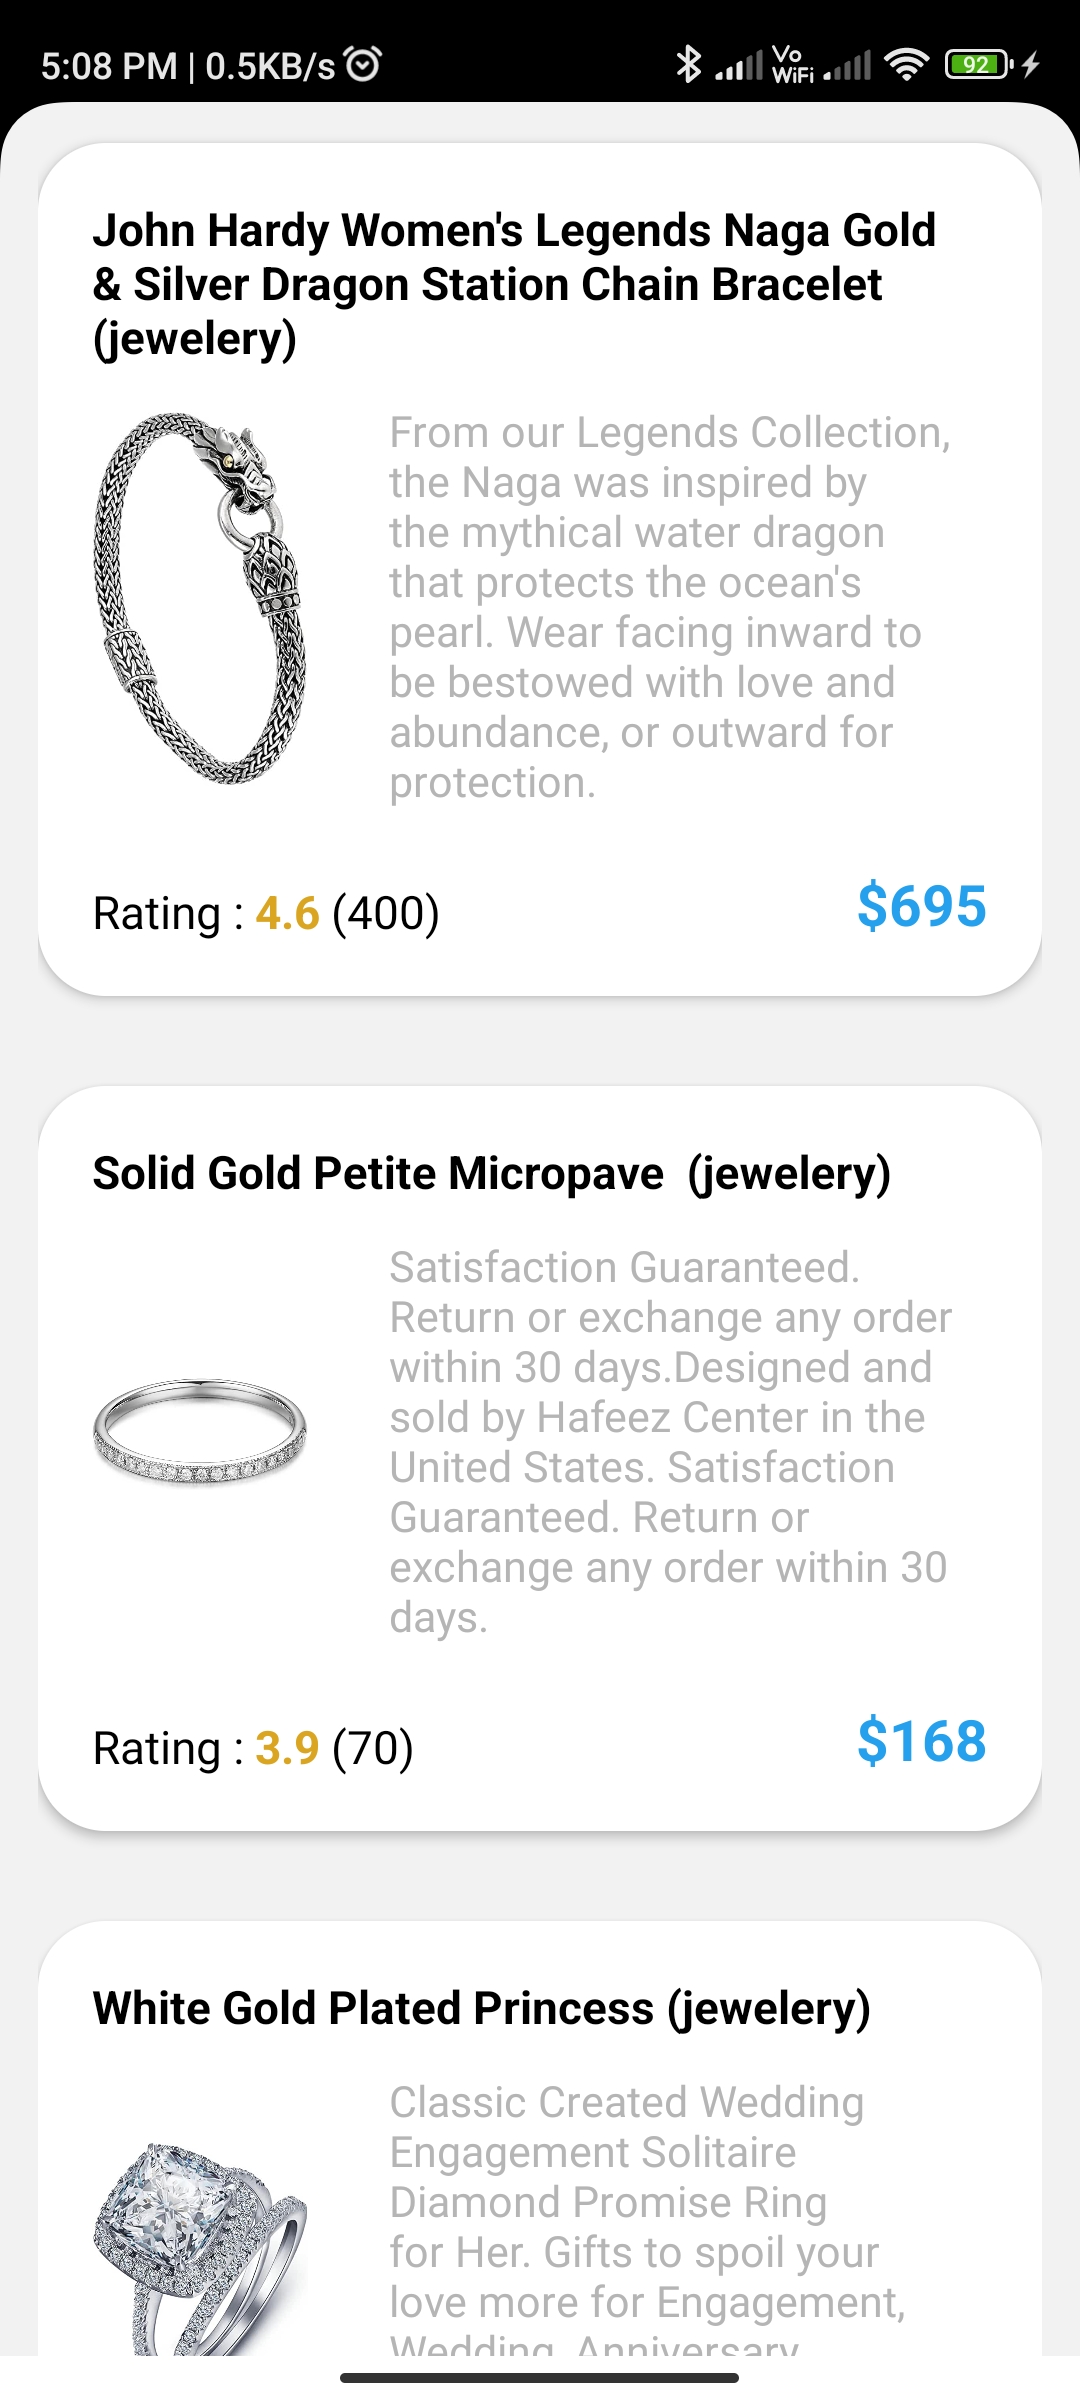 5:08 PM | 0.5KB/s
Vo
WiFi
92
John Hardy Women's Legends Naga Gold
& Silver Dragon Station Chain Bracelet
(jewelery)
From our Legends Collection,
the Naga was inspired by
the mythical water dragon
that protects the ocean's
pearl. Wear facing inward to
be bestowed with love and
abundance, or outward for
protection.
Rating : 4.6 (400)
$695
Solid Gold Petite Micropave  (jewelery)
Satisfaction Guaranteed.
Return or exchange any order
within 30 days.Designed and
sold by Hafeez Center in the
United States. Satisfaction
Guaranteed. Return or
exchange any order within 30
days.
Rating : 3.9 (70)
$168
White Gold Plated Princess (jewelery)
Classic Created Wedding
Engagement Solitaire
Diamond Promise Ring
for Her. Gifts to spoil your
love more for Engagement,
Wedding, Anniversary